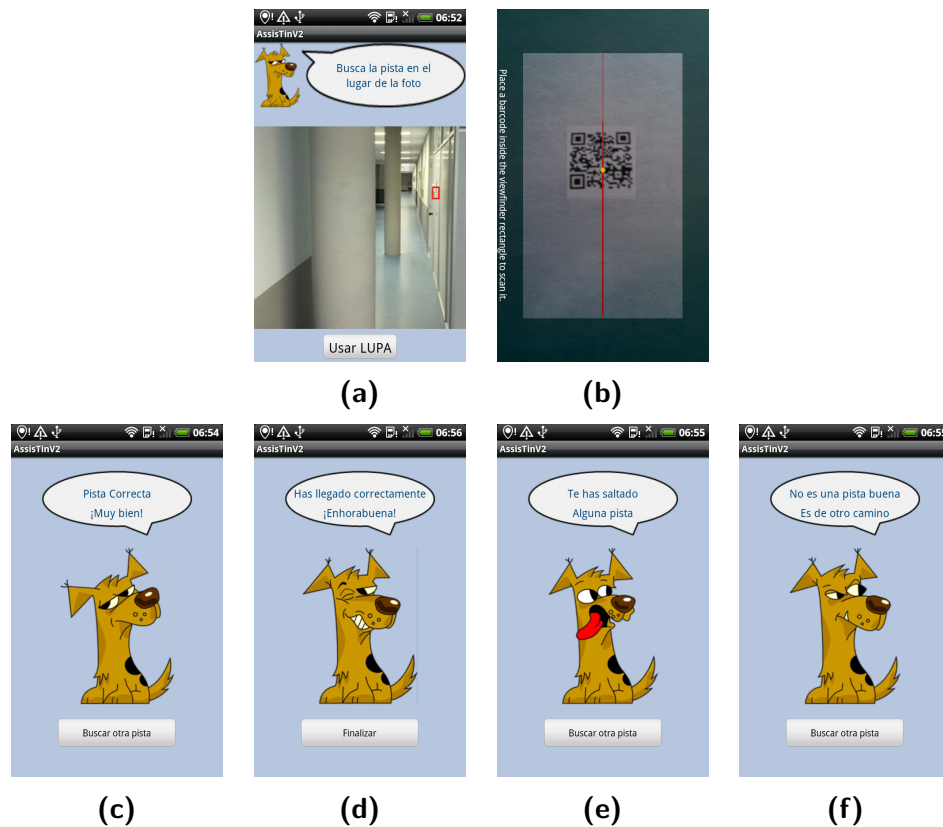 06:52
AssisTinV2
Busca la pista en el
lugar de la foto
Usar LUPA
Place a barcode inside the viewfinder rectangle to scan it.
(a)
(b)
06:54
AssisTinV2
Pista Correcta
¡Muy bien!
Buscar otra pista
(c)
06:56
AssisTinV2
Has llegado correctamente
¡Enhorabuena!
Finalizar
(d)
06:55
AssisTinV2
Te has saltado
Alguna pista
Buscar otra pista
(e)
06:55
AssisTinV2
No es una pista buena
Es de otro camino
Buscar otra pista
(f)